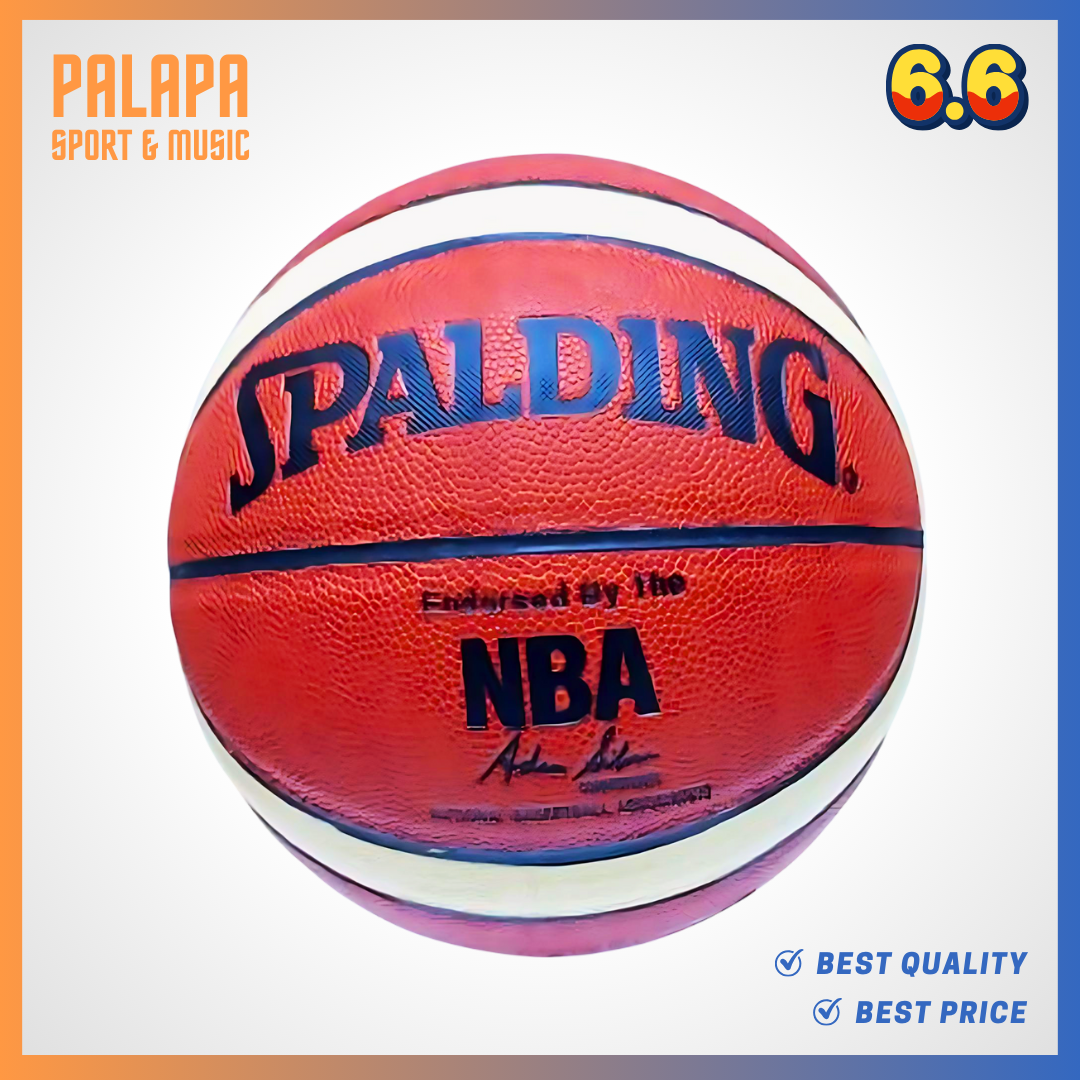 PALAPA
SPORT & MUSIC
6.6
SPALDING
Endorsed By The
NBA
BEST QUALITY
BEST PRICE